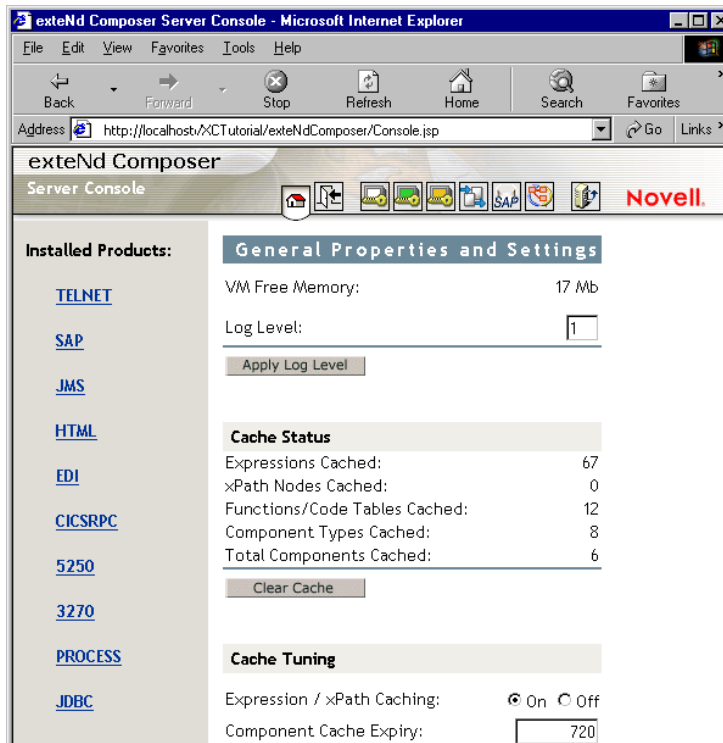 exteNd Composer Server Console - Microsoft Internet Explorer
File Edit View Favorites Tools Help
Back Forward Stop Refresh Home Search Favorites
Address http://localhost/XCTutorial/exteNdComposer/Console.jsp Go Links
exteNd Composer
Server Console
SAP
Novell.
Installed Products:
TELNET
SAP
JMS
HTML
EDI
CICSRPC
5250
3270
PROCESS
JDBC
General Properties and Settings
VM Free Memory: 17 Mb
Log Level: 1
Apply Log Level
Cache Status
Expressions Cached: 67
xPath Nodes Cached: 0
Functions/Code Tables Cached: 12
Component Types Cached: 8
Total Components Cached: 6
Clear Cache
Cache Tuning
Expression / xPath Caching: On Off
Component Cache Expiry: 720